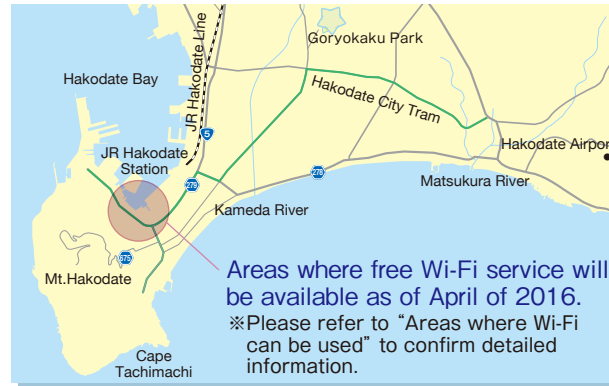 Goryokaku Park
JR Hakodate Line
Hakodate Bay
Hakodate City Tram
5
JR Hakodate
Station
Hakodate Airport
279
278
Matsukura River
Kameda River
675
Mt.Hakodate
Areas where free Wi-Fi service will
be available as of April of 2016.
※Please refer to “Areas where Wi-Fi
can be used” to confirm detailed
information.
Cape
Tachimachi